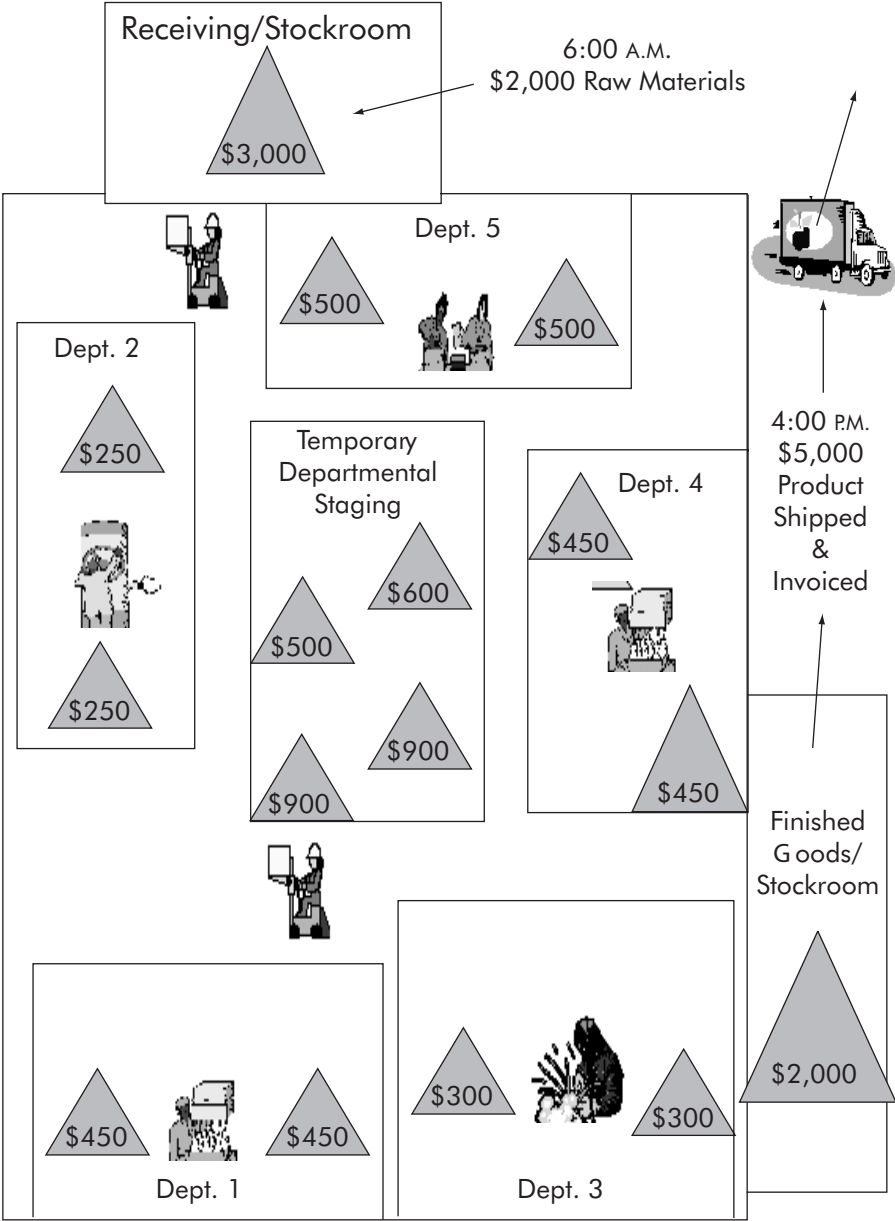 Receiving/Stockroom
$3,000
6:00 A.M.
$2,000 Raw Materials
Dept. 5
$500
$500
Dept. 2
$250
$250
Temporary
Departmental
Staging
$600
$500
$900
$900
Dept. 4
$450
$450
4:00 P.M.
$5,000
Product
Shipped
&
Invoiced
Finished
Goods/
Stockroom
$2,000
$450
$450
Dept. 1
$300
$300
Dept. 3